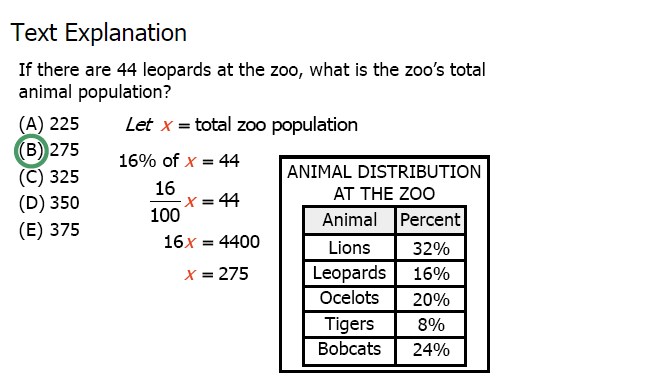 Text Explanation
If there are 44 leopards at the zoo, what is the zoo's total
animal population?
(A) 225
(B) 275
(C) 325
(D) 350
(E) 375
Let x = total zoo population
16% of x = 44
16/100 x = 44
16x = 4400
x = 275
ANIMAL DISTRIBUTION
AT THE ZOO
Animal Percent
Lions 32%
Leopards 16%
Ocelots 20%
Tigers 8%
Bobcats 24%